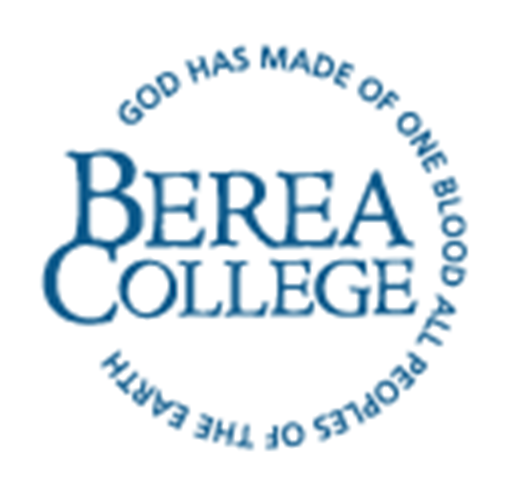 GOD HAS MADE OF ONE BLOOD ALL PEOPLES OF THE EARTH
BEREA
COLLEGE